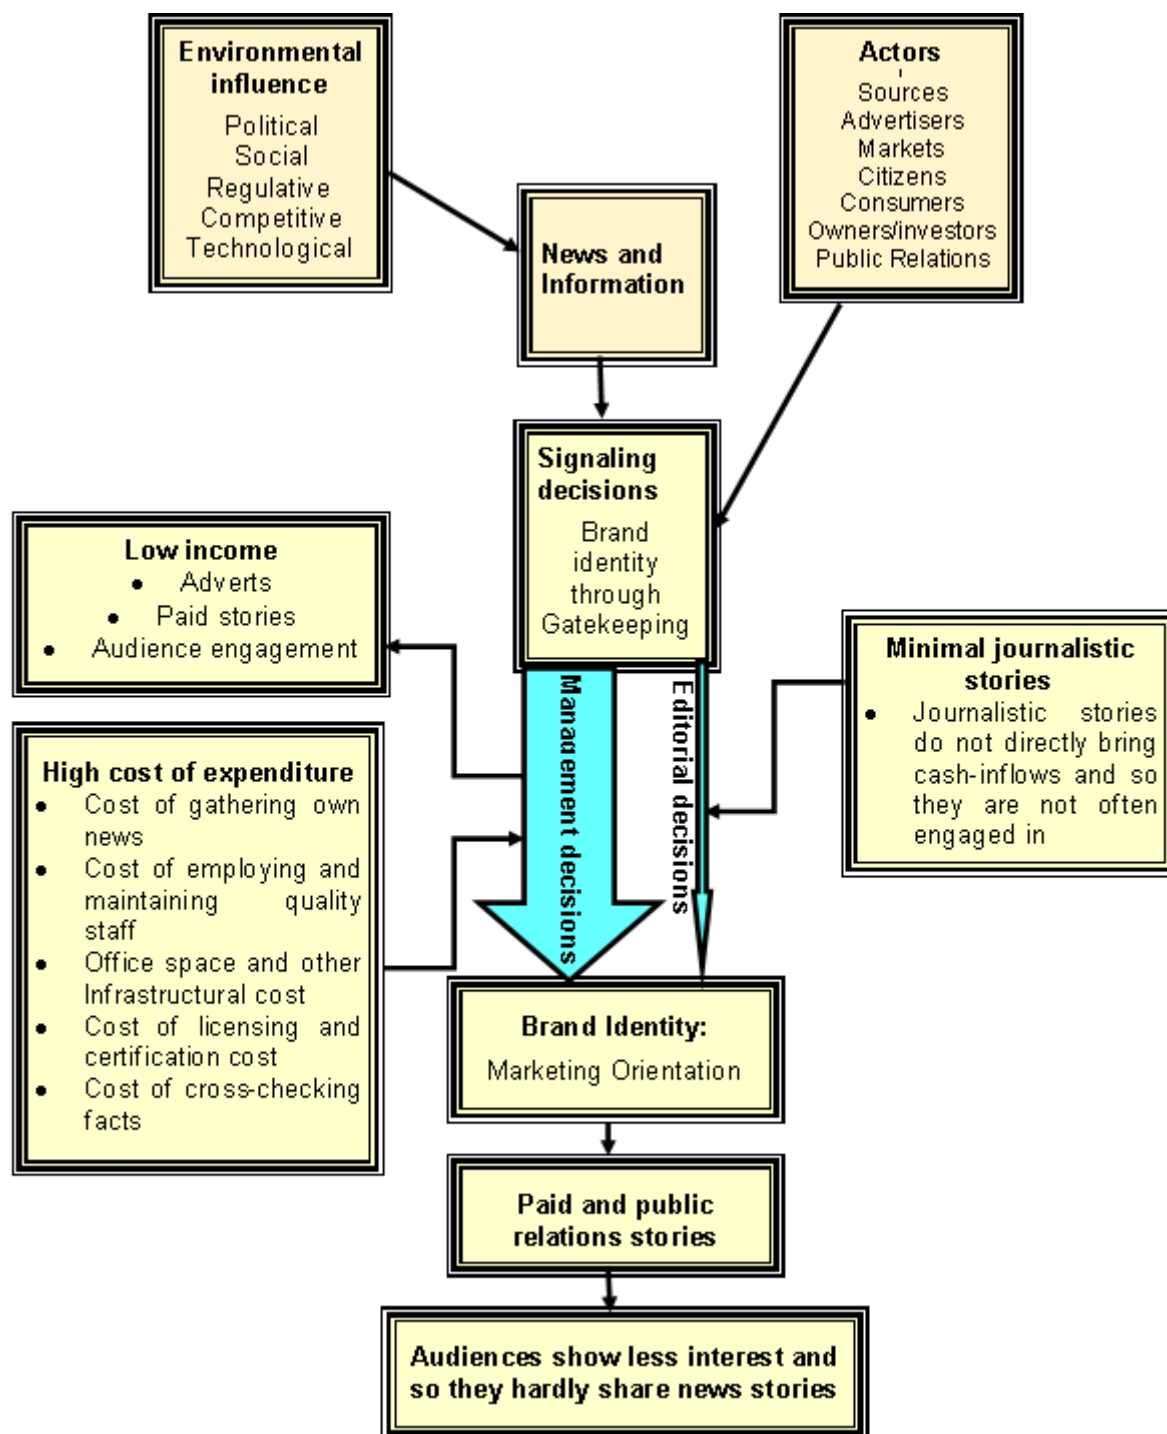 Environmental
influence
Political
Social
Regulative
Competitive
Technological
Actors
Sources
Advertisers
Markets
Citizens
Consumers
Owners/investors
Public Relations
News and
Information
Signaling
decisions
Brand
identity
through
Gatekeeping
Low income
• Adverts
• Paid stories
• Audience engagement
Minimal journalistic
stories
• Journalistic stories
do not directly bring
cash-inflows and so
they are not often
engaged in
High cost of expenditure
• Cost of gathering own
news
• Cost of employing and
maintaining quality
staff
• Office space and other
Infrastructural cost
• Cost of licensing and
certification cost
• Cost of cross-checking
facts
Management decisions
Editorial decisions
Brand Identity:
Marketing Orientation
Paid and public
relations stories
Audiences show less interest and
so they hardly share news stories